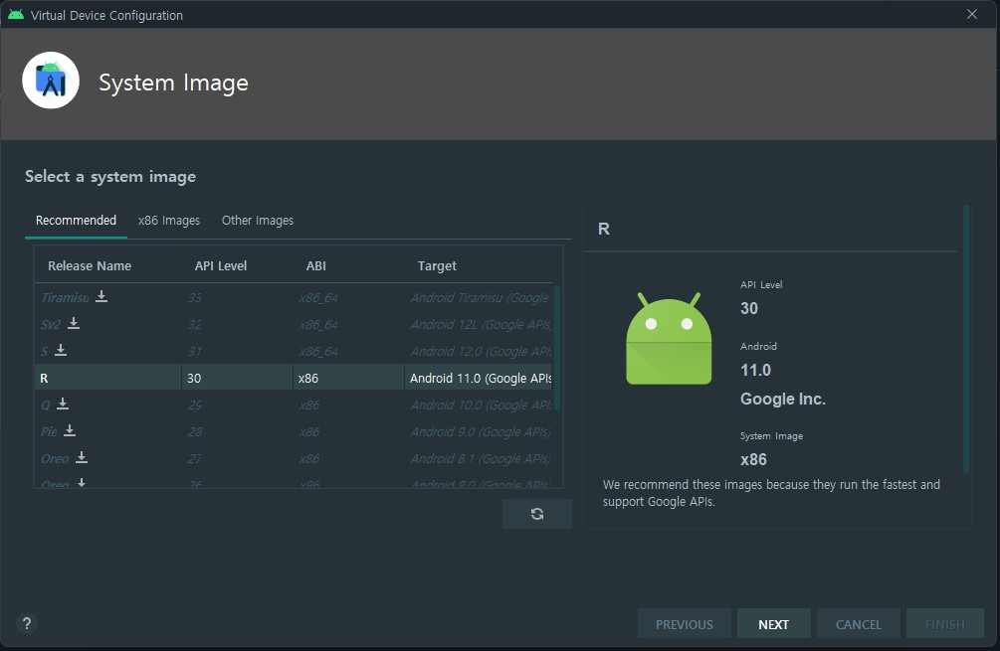 Virtual Device Configuration
System Image
Select a system image
Recommended x86 Images Other Images
Release Name API Level ABI Target
Tiramisu 33 x86_64 Android Tiramisu (Google
Sv2 32 x86_64 Android 12L (Google APIs
S 31 x86_64 Android 12.0 (Google API
R 30 x86 Android 11.0 (Google APIs
Q 29 x86 Android 10.0 (Google API
Pie 28 x86 Android 9.0 (Google APIs)
Oreo 27 x86 Android 8.1 (Google APIs)
Oreo 26 x86 Android 8.0 (Google APIs)
R
API Level
30
Android
11.0
Google Inc.
System Image
x86
We recommend these images because they run the fastest and
support Google APIs.
?
PREVIOUS NEXT CANCEL FINISH